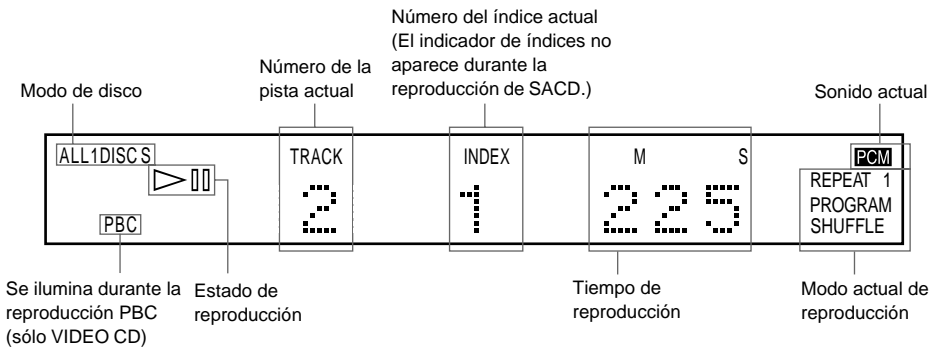 Número del índice actual
(El indicador de índices no
aparece durante la
reproducción de SACD.)
Número de la
pista actual
Modo de disco
Sonido actual
ALL1DISC S
TRACK
INDEX
M S
PCM
REPEAT 1
PROGRAM
SHUFFLE
2
1
2 2 5
PBC
Se ilumina durante la
reproducción PBC
(sólo VIDEO CD)
Estado de
reproducción
Tiempo de
reproducción
Modo actual de
reproducción